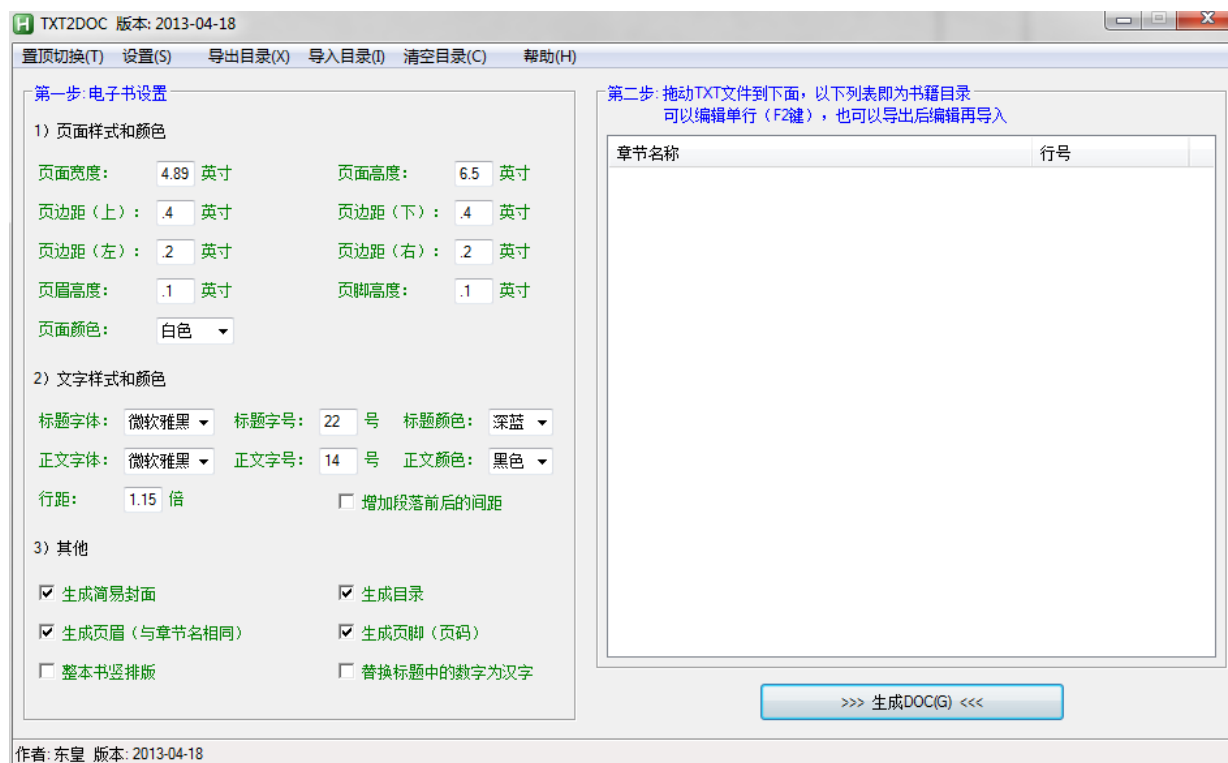 TXT2DOC 版本: 2013-04-18
置顶切换(T) 设置(S) 导出目录(X) 导入目录(I) 清空目录(C) 帮助(H)
第一步:电子书设置
1）页面样式和颜色
页面宽度： 4.89 英寸 页面高度： 6.5 英寸
页边距（上）： .4 英寸 页边距（下）： .4 英寸
页边距（左）： .2 英寸 页边距（右）： .2 英寸
页眉高度： .1 英寸 页脚高度： .1 英寸
页面颜色： 白色
2）文字样式和颜色
标题字体： 微软雅黑 标题字号： 22 号 标题颜色： 深蓝
正文字体： 微软雅黑 正文字号： 14 号 正文颜色： 黑色
行距： 1.15 倍 增加段落前后的间距
3）其他
生成简易封面 生成目录
生成页眉（与章节名相同） 生成页脚（页码）
整本书竖排版 替换标题中的数字为汉字
第二步:拖动TXT文件到下面，以下列表即为书籍目录
可以编辑单行（F2键），也可以导出后编辑再导入
章节名称 行号
>>> 生成DOC(G) <<<
作者:东皇 版本:2013-04-18